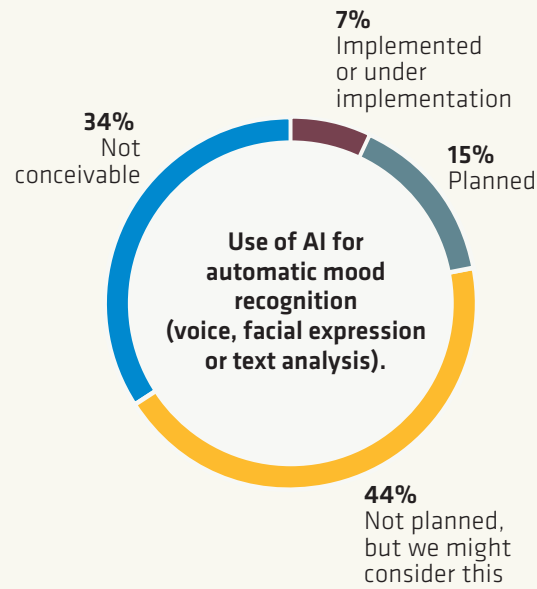 7%
Implemented
or under
implementation
15%
Planned
44%
Not planned,
but we might
consider this
34%
Not
conceivable
Use of AI for
automatic mood
recognition
(voice, facial expression
or text analysis).